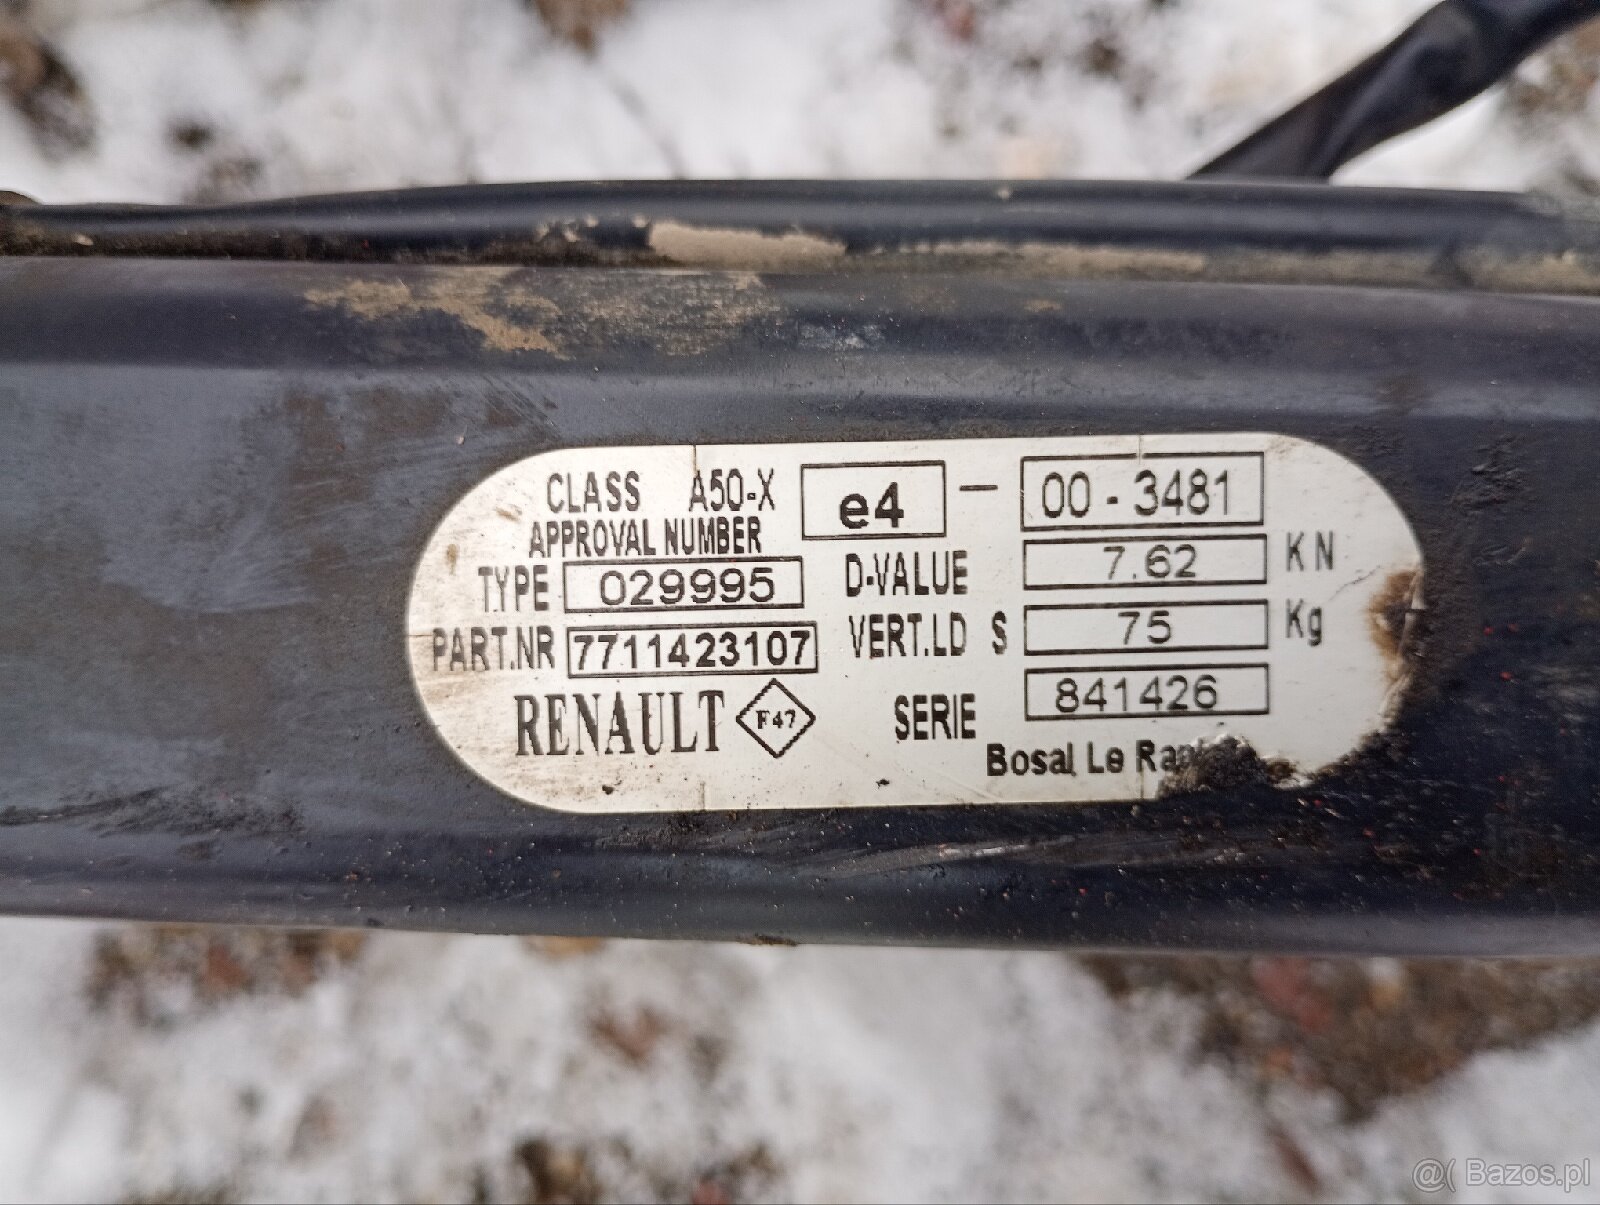 CLASS A50-X e4 - 00 - 3481
APPROVAL NUMBER
TYPE 029995 D-VALUE 7.62 KN
PART.NR 7711423107 VERT.LD S 75 Kg
RENAULT F47 SERIE 841426
Bosal Le
@( Bazos.pl